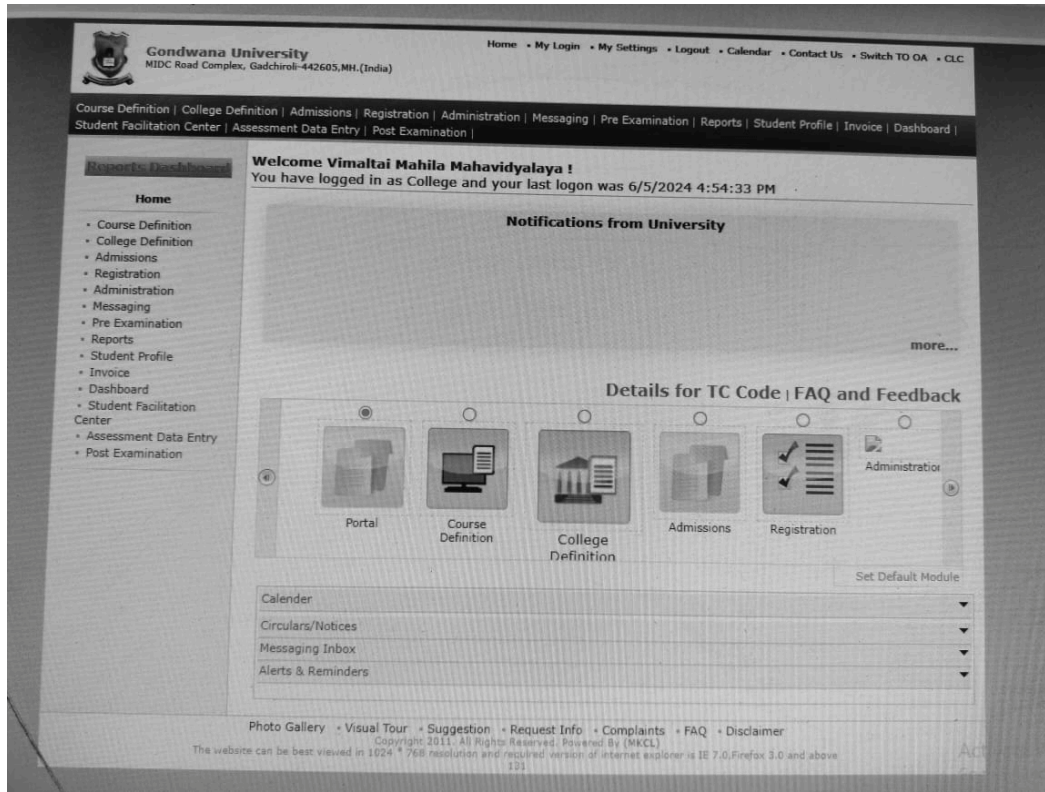 Gondwana University
MIDC Road Complex, Gadchiroli-442605,MH.(India)
Home • My Login • My Settings • Logout • Calendar • Contact Us • Switch TO OA • CLC
Course Definition | College Definition | Admissions | Registration | Administration | Messaging | Pre Examination | Reports | Student Profile | Invoice | Dashboard |
Student Facilitation Center | Assessment Data Entry | Post Examination |
Reports Dashboard
Home
• Course Definition
• College Definition
• Admissions
• Registration
• Administration
• Messaging
• Pre Examination
• Reports
• Student Profile
• Invoice
• Dashboard
• Student Facilitation
Center
• Assessment Data Entry
• Post Examination
Welcome Vimaltai Mahila Mahavidyalaya !
You have logged in as College and your last logon was 6/5/2024 4:54:33 PM
Notifications from University
more...
Details for TC Code | FAQ and Feedback
Portal
Course
Definition
College
Definition
Admissions
Registration
Administration
Set Default Module
Calender
Circulars/Notices
Messaging Inbox
Alerts & Reminders
Photo Gallery • Visual Tour • Suggestion • Request Info • Complaints • FAQ • Disclaimer
Copyright 2011. All Rights Reserved. Powered By (MKCL)
The website can be best viewed in 1024 * 768 resolution and required version of internet explorer is IE 7.0,Firefox 3.0 and above
131